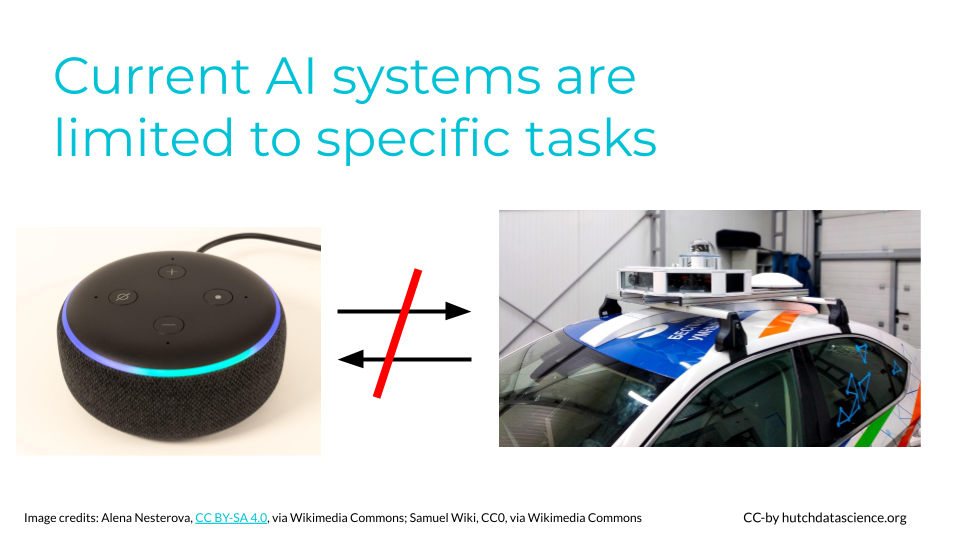 Current AI systems are
limited to specific tasks
Image credits: Alena Nesterova, CC BY-SA 4.0, via Wikimedia Commons; Samuel Wiki, CC0, via Wikimedia Commons
CC-by hutchdatascience.org